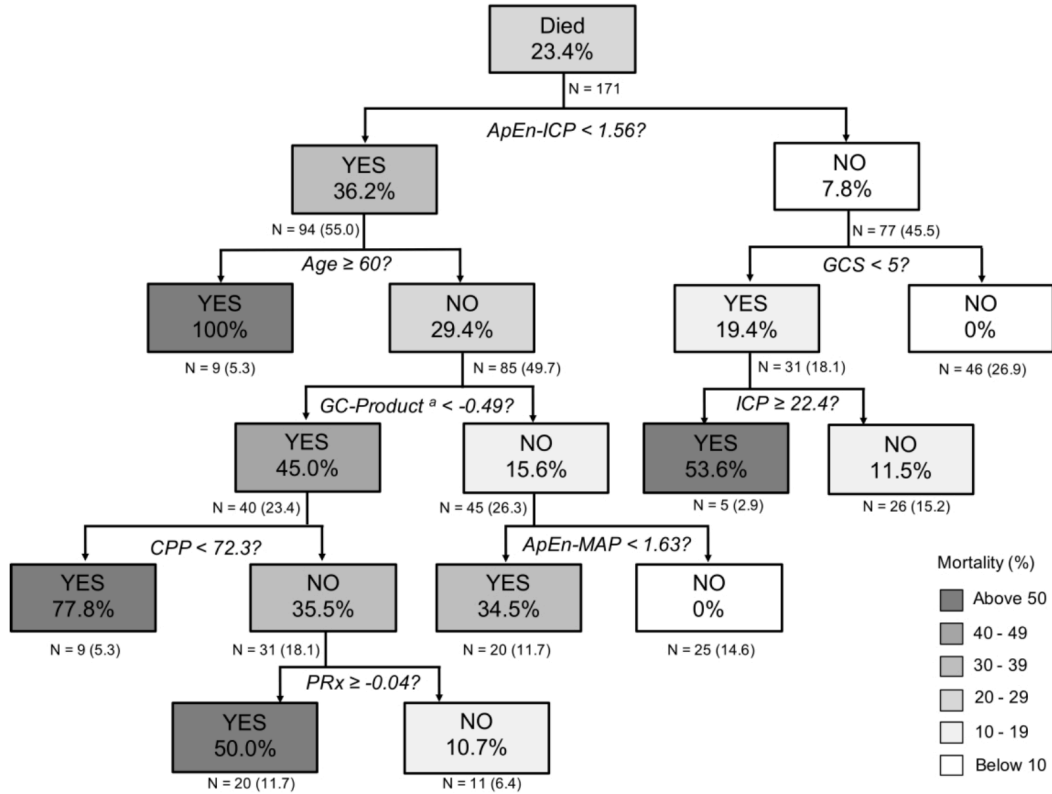 Died
23.4%
N = 171
ApEn-ICP < 1.56?
YES
36.2%
NO
7.8%
N = 94 (55.0)
N = 77 (45.5)
Age ≥ 60?
GCS < 5?
YES
100%
NO
29.4%
YES
19.4%
NO
0%
N = 9 (5.3)
N = 85 (49.7)
N = 31 (18.1)
N = 46 (26.9)
GC-Product ª < -0.49?
ICP ≥ 22.4?
YES
45.0%
NO
15.6%
YES
53.6%
NO
11.5%
N = 40 (23.4)
N = 45 (26.3)
N = 5 (2.9)
N = 26 (15.2)
CPP < 72.3?
ApEn-MAP < 1.63?
YES
77.8%
NO
35.5%
YES
34.5%
NO
0%
N = 9 (5.3)
N = 31 (18.1)
N = 20 (11.7)
N = 25 (14.6)
PRx ≥ -0.04?
YES
50.0%
NO
10.7%
N = 20 (11.7)
N = 11 (6.4)
Mortality (%)
Above 50
40 - 49
30 - 39
20 - 29
10 - 19
Below 10